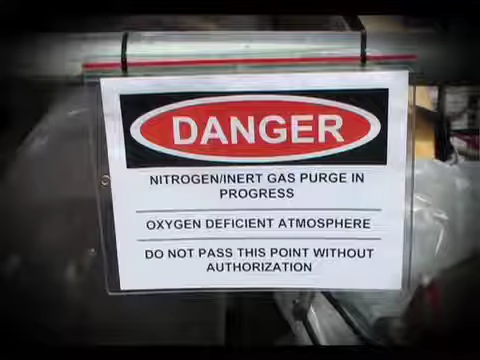 DANGER
NITROGEN/INERT GAS PURGE IN
PROGRESS
OXYGEN DEFICIENT ATMOSPHERE
DO NOT PASS THIS POINT WITHOUT
AUTHORIZATION